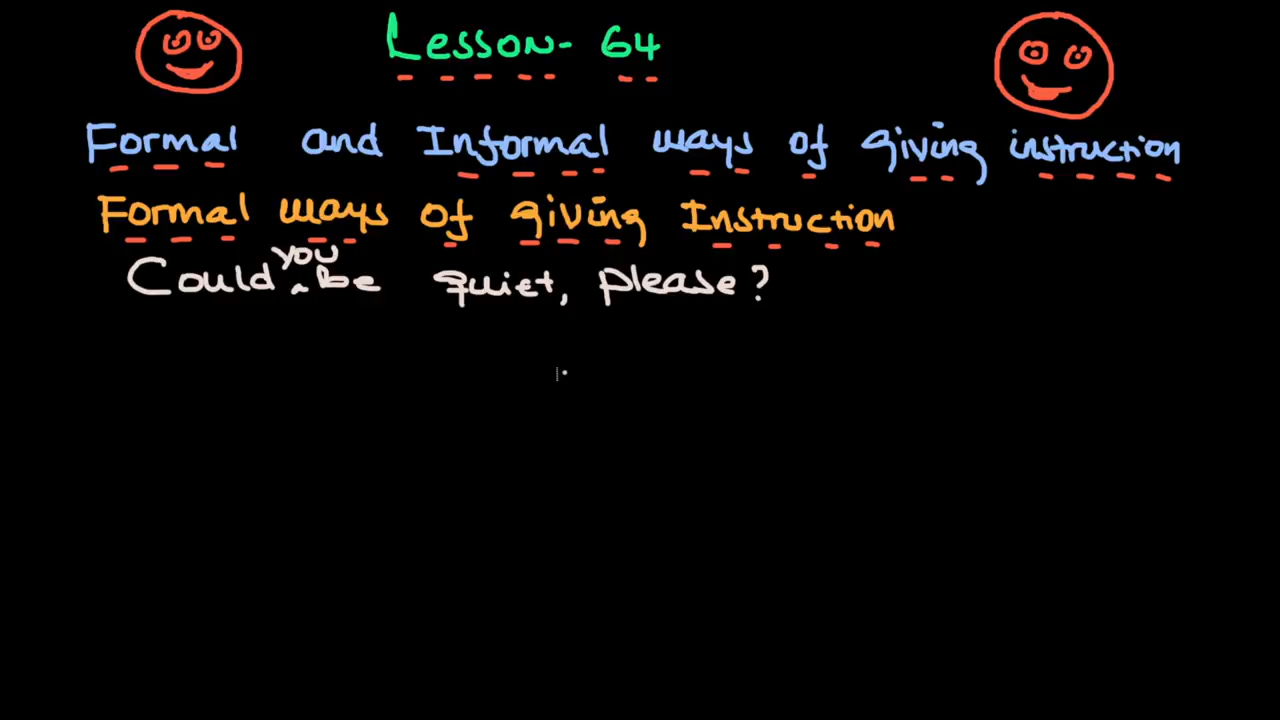 Lesson- 64
Formal and Informal ways of giving instruction
Formal ways of giving Instruction
Could you be quiet, please?